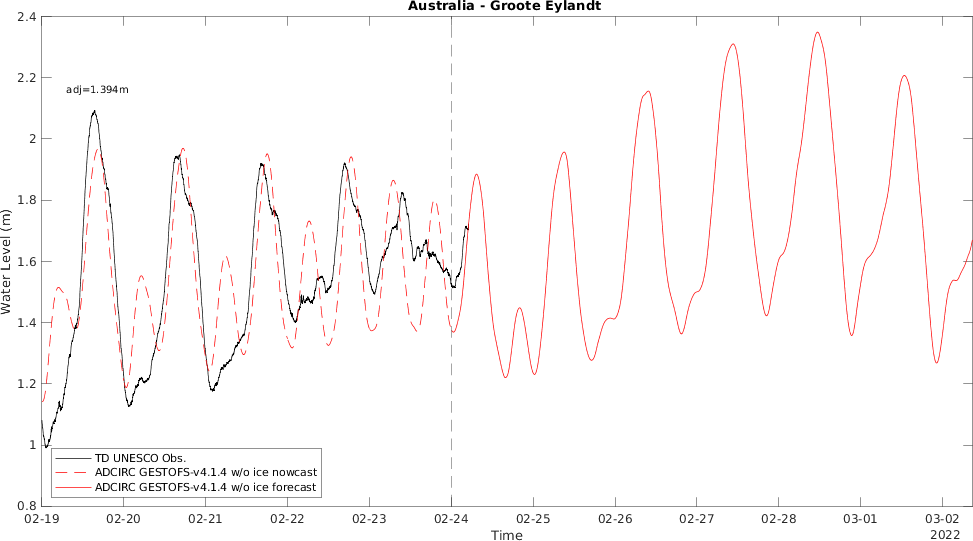 Australia - Groote Eylandt
2.4
2.2
2
1.8
1.6
1.4
1.2
1
0.8
Water Level (m)
adj=1.394m
TD UNESCO Obs.
ADCIRC GESTOFS-v4.1.4 w/o ice nowcast
ADCIRC GESTOFS-v4.1.4 w/o ice forecast
02-19 02-20 02-21 02-22 02-23 02-24 02-25 02-26 02-27 02-28 03-01 03-02
2022
Time